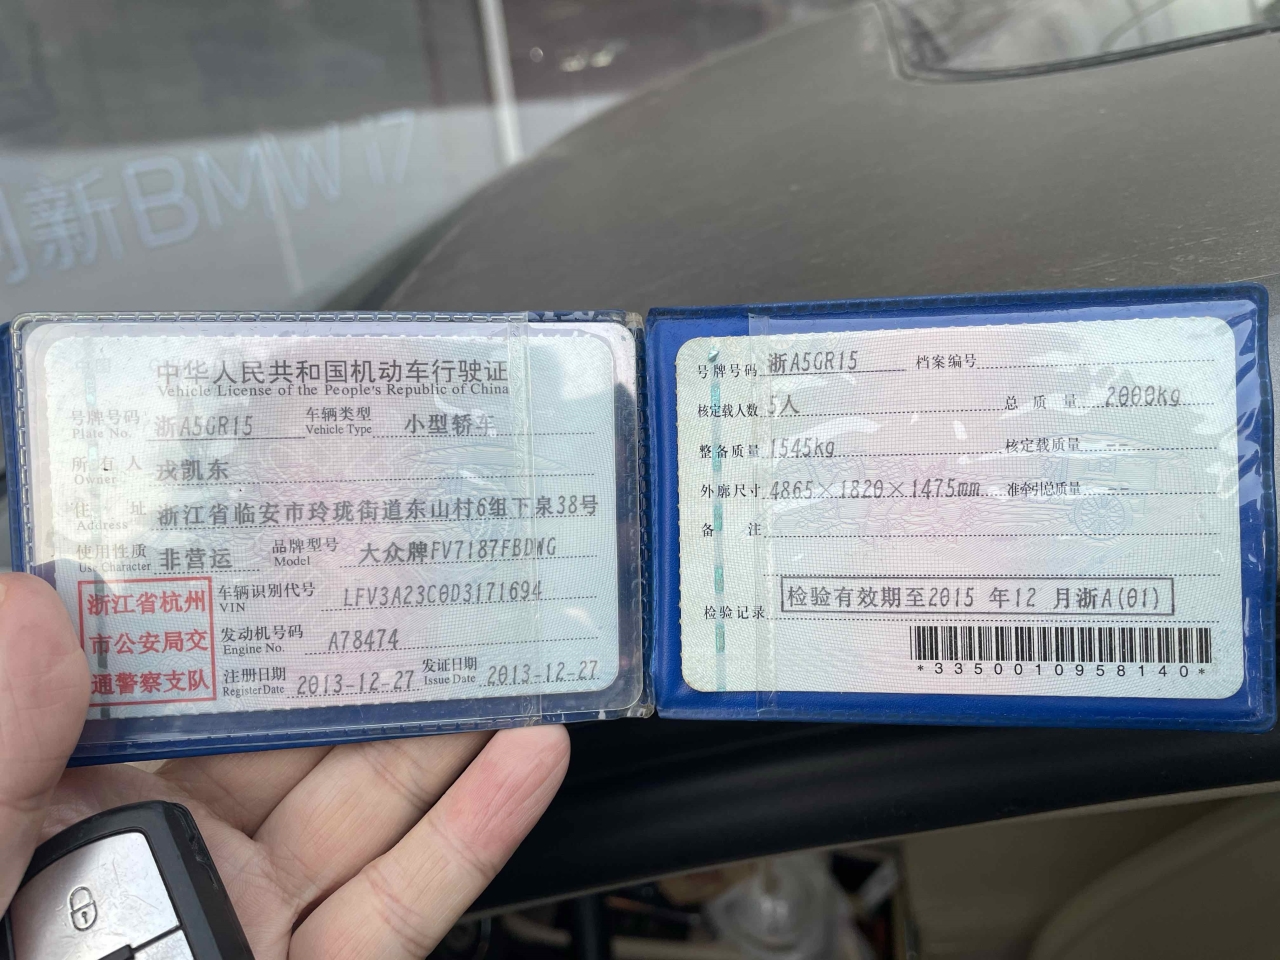 创新BMW i7
中华人民共和国机动车行驶证
Vehicle License of the People's Republic of China
号牌号码 浙A5GR15 车辆类型 小型轿车
Plate No. Vehicle Type
所有人 戎凯东
Owner
住址 浙江省临安市玲珑街道东山村6组下泉38号
Address
使用性质 非营运 品牌型号 大众牌FV7187FBDWG
Use Character Model
浙江省杭州
市公安局交
通警察支队
车辆识别代号 LFV3A23C0D3171694
VIN
发动机号码 A78474
Engine No.
注册日期 2013-12-27 发证日期 2013-12-27
Register Date Issue Date
号牌号码 浙A5GR15 档案编号
核定载人数 5人 总质量 2000kg
整备质量 1545kg 核定载质量 --
外廓尺寸 4865×1820×1475mm 准牵引总质量 --
备注
检验记录 检验有效期至2015 年12 月浙A(01)
*3350010958140*